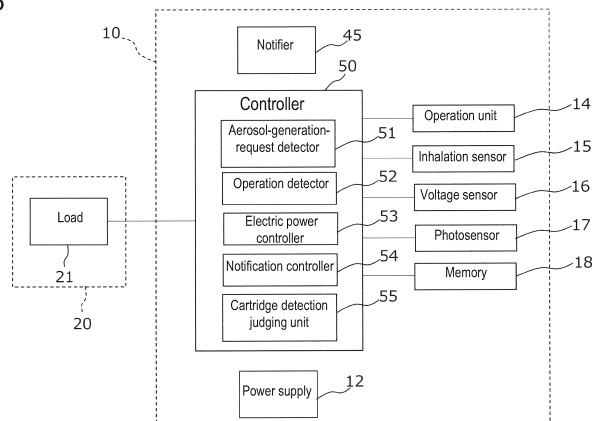 10
Notifier
45
50
Controller
Aerosol-generation-
request detector
51
Operation detector
52
Electric power
controller
53
Notification controller
54
Cartridge detection
judging unit
55
Operation unit
14
Inhalation sensor
15
Voltage sensor
16
Photosensor
17
Memory
18
Load
21
20
Power supply
12